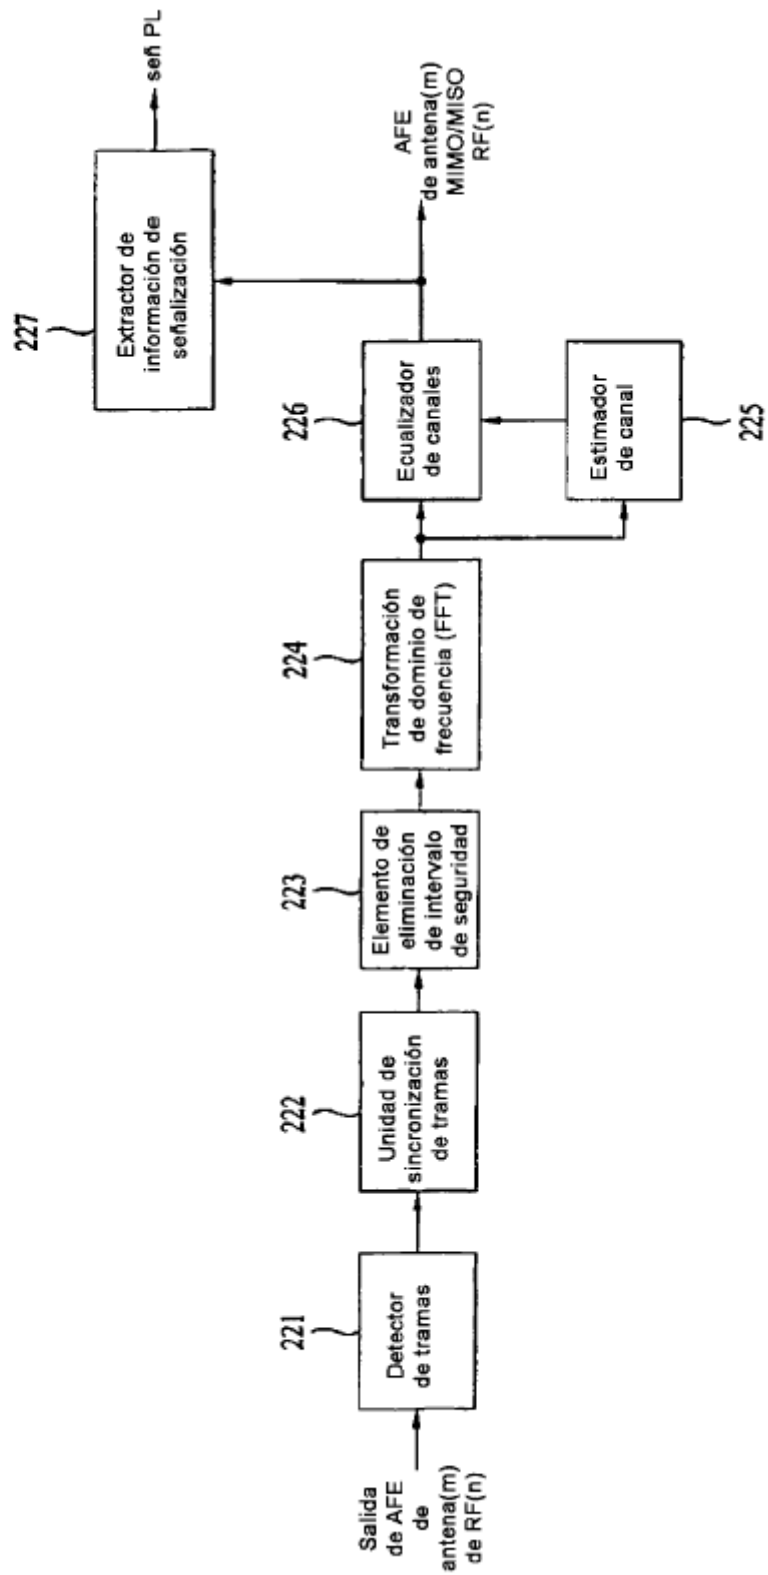 Salida
de AFE
de
antena(m)
de RF(n)
221
Detector
de tramas
222
Unidad de
sincronización
de tramas
223
Elemento de
eliminación
de intervalo
de seguridad
224
Transformación
de dominio de
frecuencia (FFT)
226
Ecualizador
de canales
Estimador
de canal
225
227
Extractor de
información de
señalización
señ PL
AFE
de antena(m)
MIMO/MISO
RF(n)